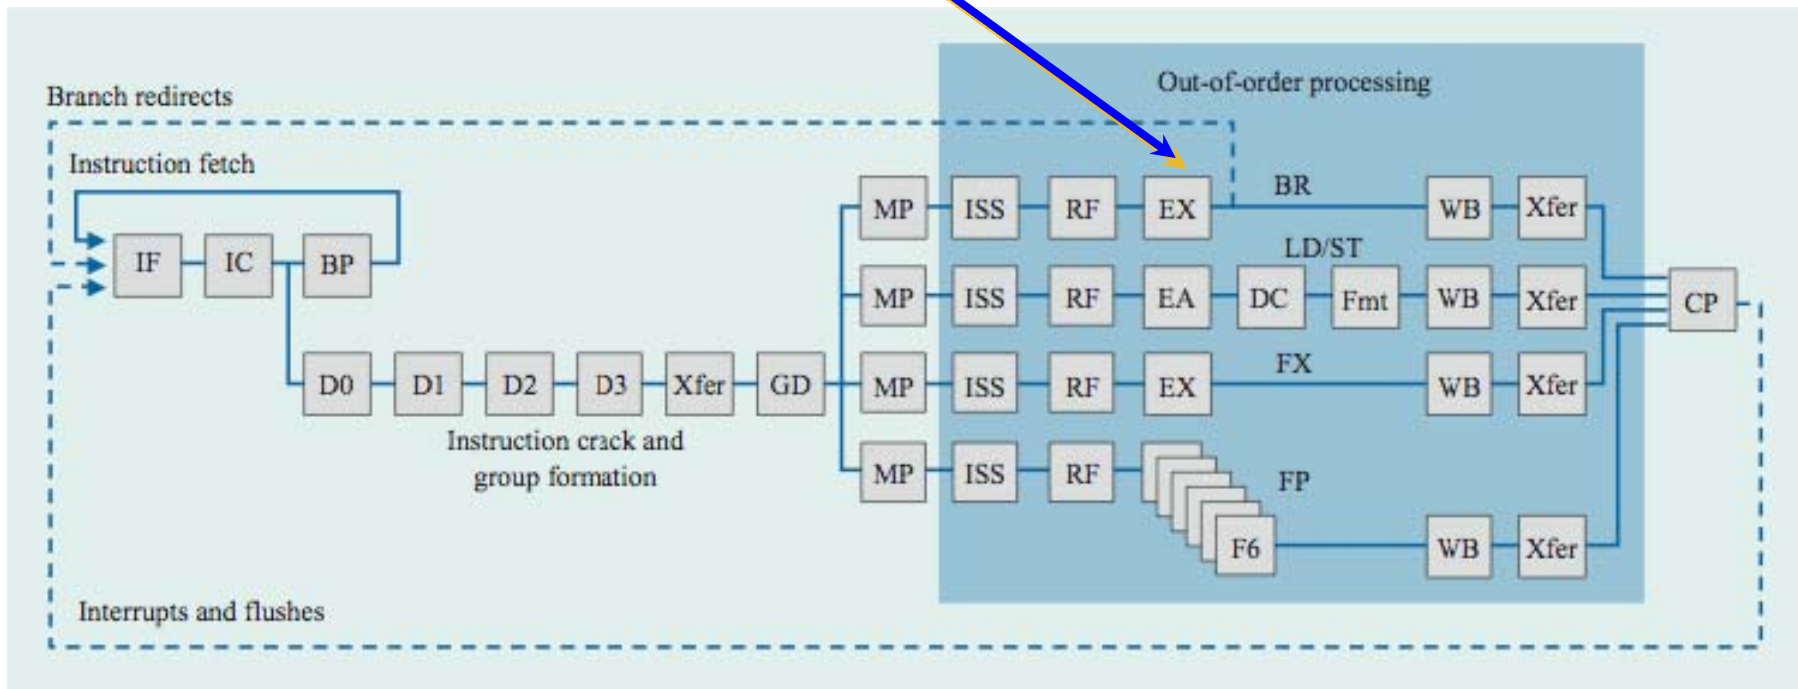 Out-of-order processing
Branch redirects
Instruction fetch
MP ISS RF EX BR WB Xfer
IF IC BP
LD/ST
MP ISS RF EA DC Fmt WB Xfer
CP
D0 D1 D2 D3 Xfer GD
MP ISS RF EX FX WB Xfer
Instruction crack and
group formation
MP ISS RF FP
F6 WB Xfer
Interrupts and flushes